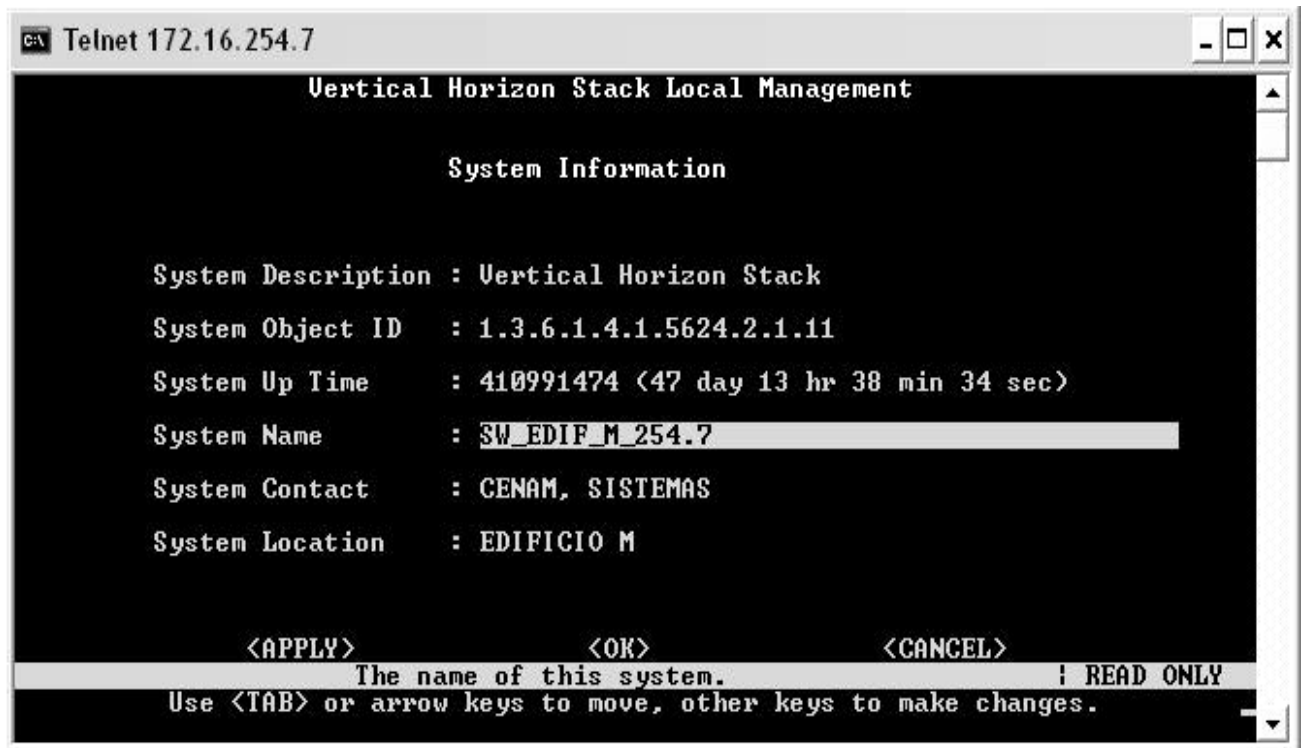 Telnet 172.16.254.7
Vertical Horizon Stack Local Management
System Information
System Description : Vertical Horizon Stack
System Object ID : 1.3.6.1.4.1.5624.2.1.11
System Up Time : 410991474 (47 day 13 hr 38 min 34 sec)
System Name : SW_EDIF_M_254.7
System Contact : CENAM, SISTEMAS
System Location : EDIFICIO M
<APPLY> <OK> <CANCEL>
The name of this system. | READ ONLY
Use <TAB> or arrow keys to move, other keys to make changes.